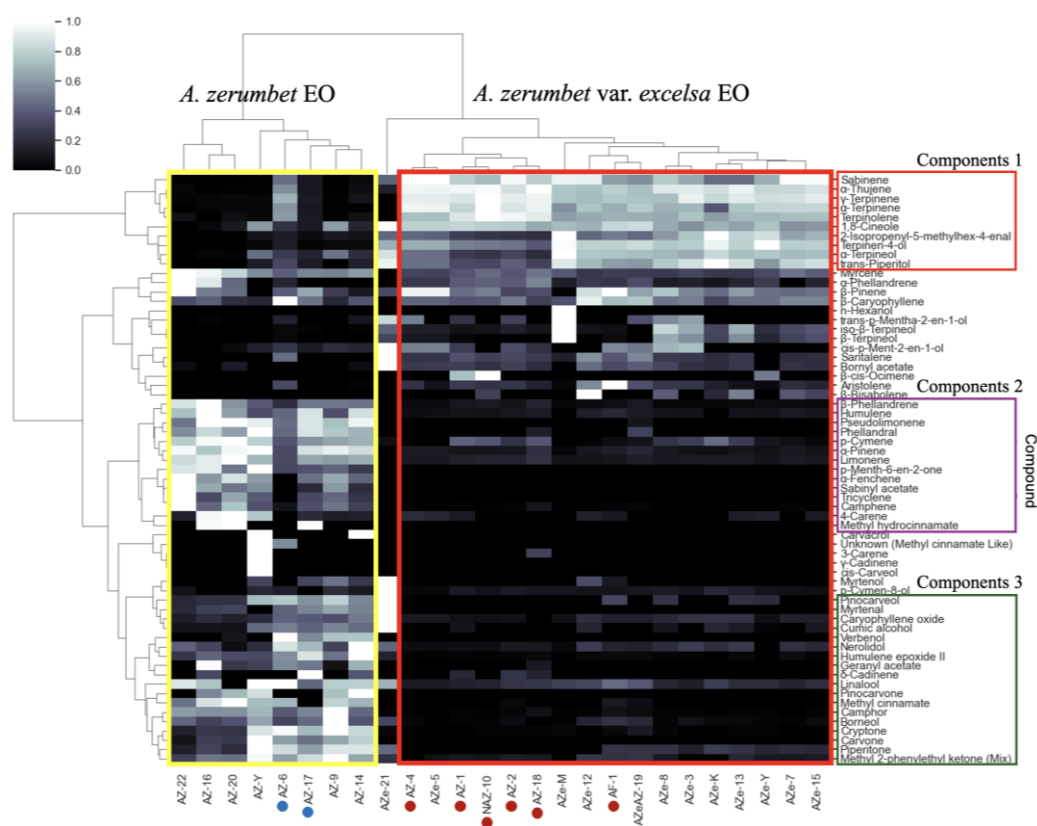 1.0
0.8
0.6
0.4
0.2
0.0
A. zerumbet EO
A. zerumbet var. excelsa EO
Components 1
Sabinene
α-Thujene
γ-Terpinene
α-Terpinene
Terpinolene
1,8-Cineole
2-Isopropenyl-5-methylhex-4-enal
Terpinen-4-ol
α-Terpineol
trans-Piperitol
Myrcene
α-Phellandrene
β-Pinene
β-Caryophyllene
n-Hexanol
trans-p-Mentha-2-en-1-ol
iso-β-Terpineol
β-Terpineol
cis-p-Ment-2-en-1-ol
Santalene
Bornyl acetate
β-cis-Ocimene
Aristolene
β-Bisabolene
Components 2
β-Phellandrene
Humulene
Pseudolimonene
Phellandral
p-Cymene
α-Pinene
Limonene
p-Menth-6-en-2-one
α-Fenchene
Sabinyl acetate
Tricyclene
Camphene
4-Carene
Methyl hydrocinnamate
Compound
Carvacrol
Unknown (Methyl cinnamate Like)
3-Carene
γ-Cadinene
cis-Carveol
Myrtenol
p-Cymen-8-ol
Components 3
Pinocarveol
Myrtenal
Caryophyllene oxide
Cumic alcohol
Verbenol
Nerolidol
Humulene epoxide II
Geranyl acetate
δ-Cadinene
Linalool
Pinocarvone
Methyl cinnamate
Camphor
Borneol
Cryptone
Carvone
Piperitone
Methyl 2-phenylethyl ketone (Mix)
AZ-22
AZ-16
AZ-20
AZ-Y
AZ-6
AZ-17
AZ-9
AZ-14
AZe-21
AZ-4
AZe-5
AZ-1
NAZ-10
AZ-2
AZ-18
AZe-M
AZe-12
AF-1
AZeAZ-19
AZe-8
AZe-3
AZe-K
AZe-13
AZe-Y
AZe-7
AZe-15